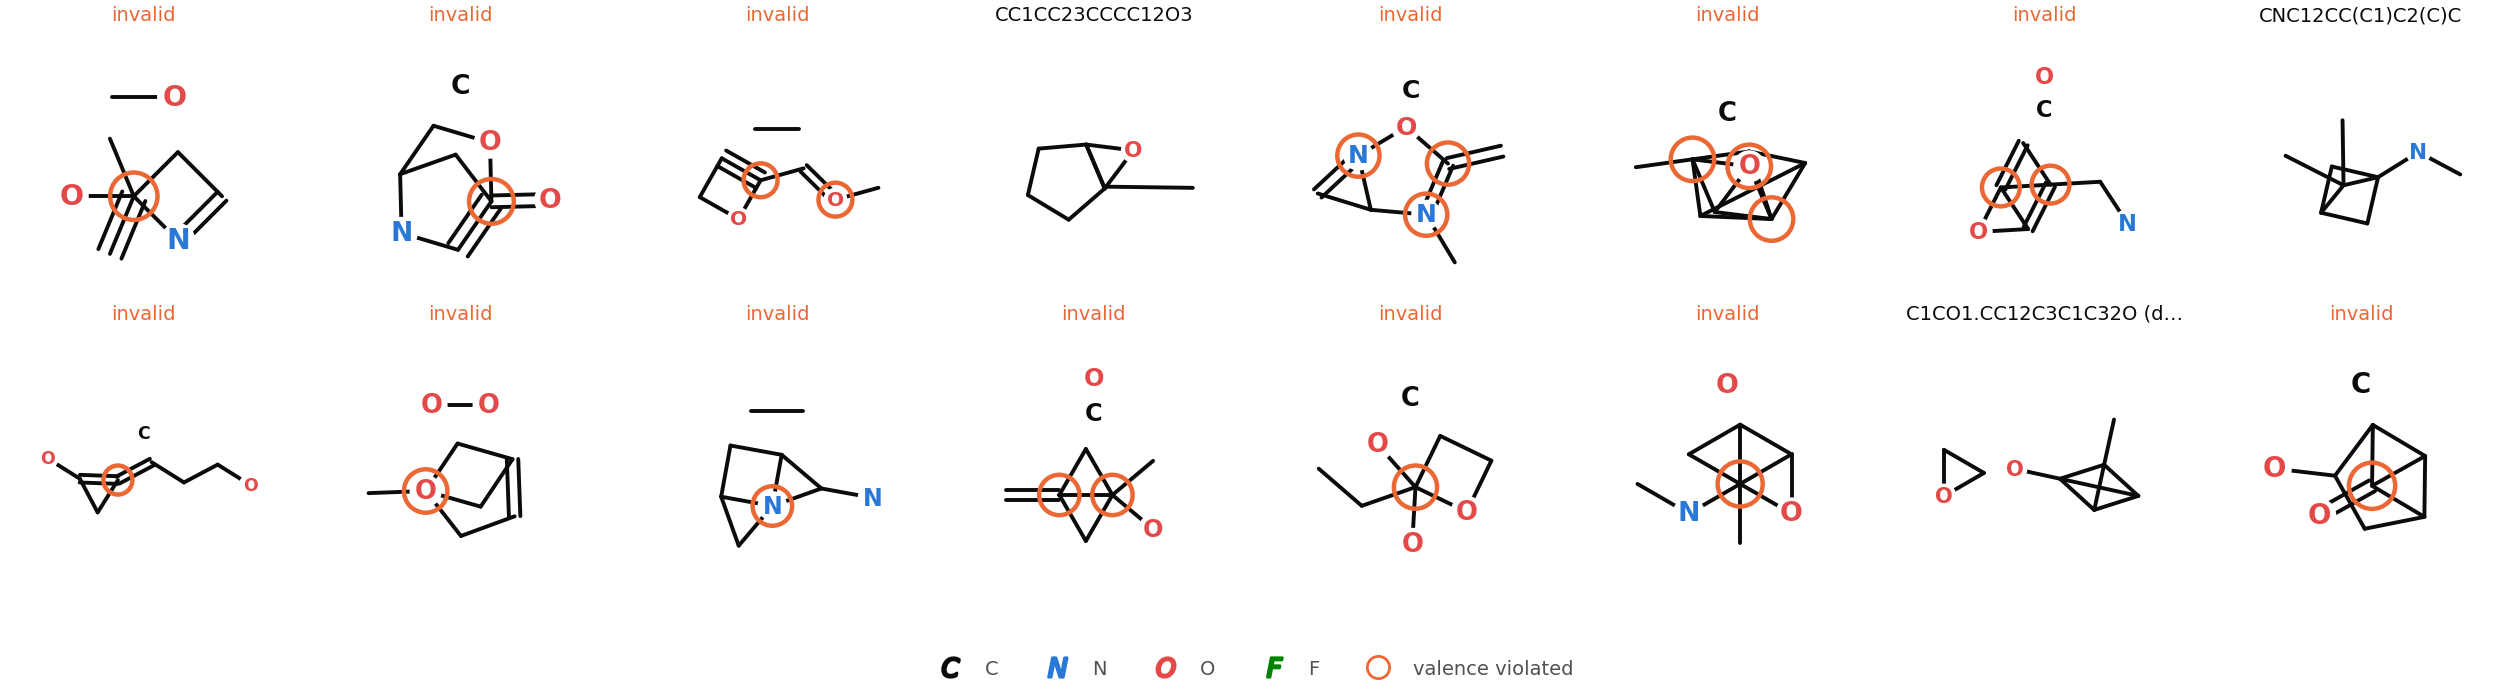 invalid invalid invalid CC1CC23CCCC12O3 invalid invalid invalid CNC12CC(C1)C2(C)C
O C C C O C
O N O O N O O O O N O C O N O N O N N
invalid invalid invalid invalid invalid invalid C1CO1.CC12C3C1C32O (d... invalid
O C O O O O N N O C O C O O O O N O O O C O O
C C N N O O F F valence violated